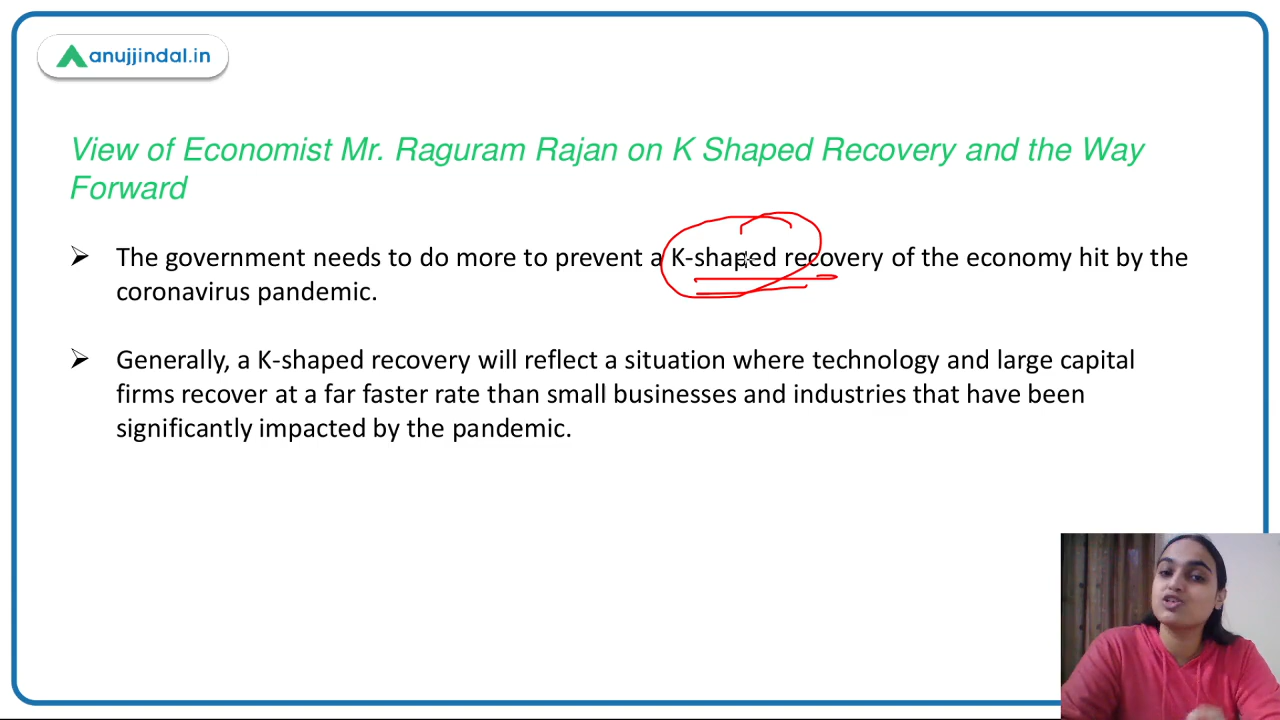 anujjindal.in
View of Economist Mr. Raguram Rajan on K Shaped Recovery and the Way
Forward
➢ The government needs to do more to prevent a K-shaped recovery of the economy hit by the
coronavirus pandemic.
➢ Generally, a K-shaped recovery will reflect a situation where technology and large capital
firms recover at a far faster rate than small businesses and industries that have been
significantly impacted by the pandemic.